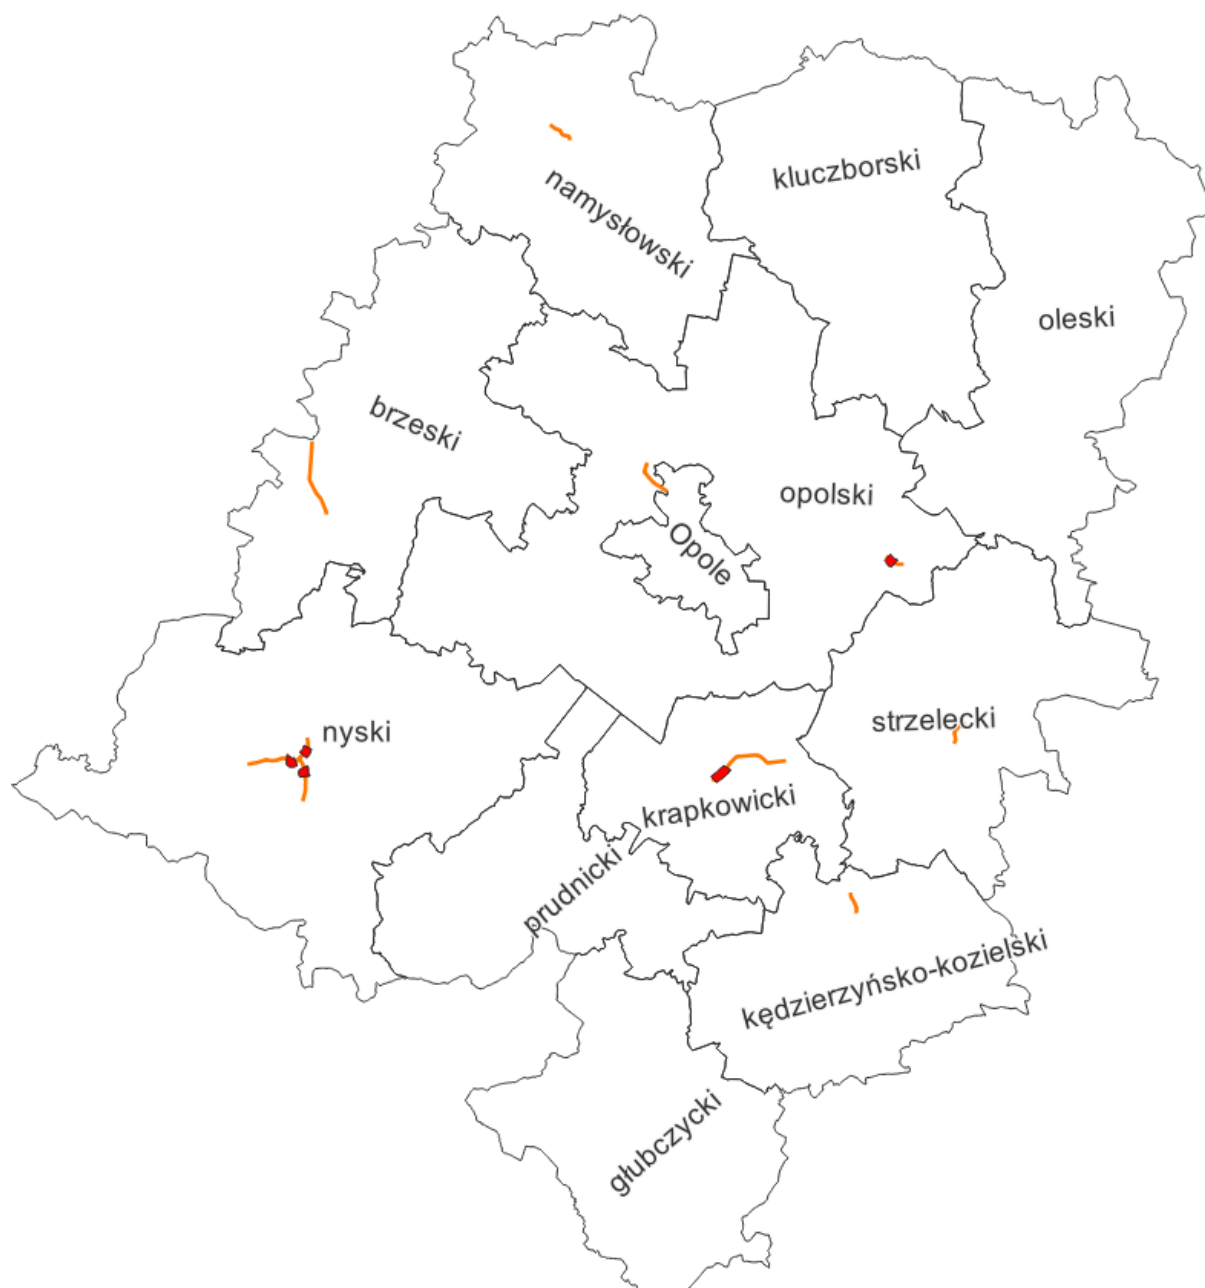 kluczborski
namysłowski
oleski
brzeski
opolski
Opole
nyski
strzelecki
krapkowicki
prudnicki
kędzierzyńsko-kozielski
głubczycki